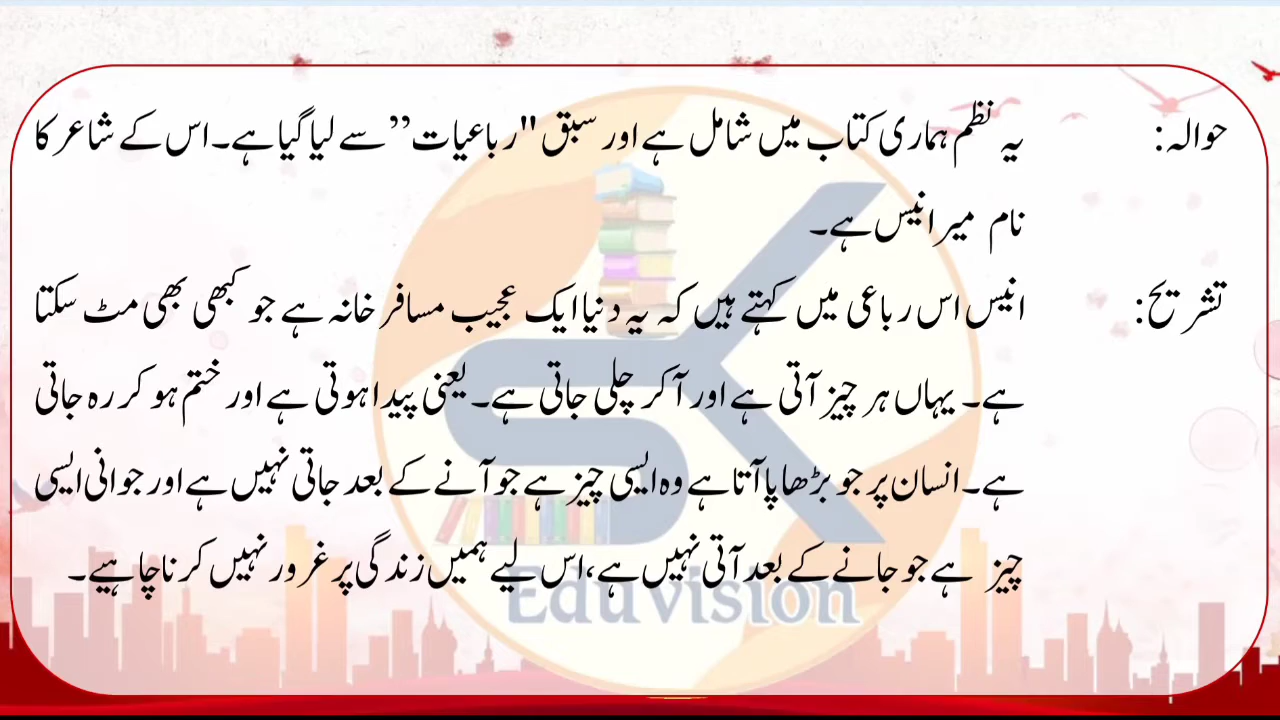 حوالہ: یہ نظم ہماری کتاب میں شامل ہے اور سبق "رباعیات’’ سے لیا گیا ہے۔ اس کے شاعر کا
نام میر انیس ہے۔
تشریح: انیس اس رباعی میں کہتے ہیں کہ یہ دنیا ایک عجیب مسافر خانہ ہے جو کبھی بھی مٹ سکتا
ہے۔ یہاں ہر چیز آتی ہے اور آکر چلی جاتی ہے۔ یعنی پیدا ہوتی ہے اور ختم ہو کر رہ جاتی
ہے۔ انسان پر جو بڑھاپا آتا ہے وہ ایسی چیز ہے جو آنے کے بعد جاتی نہیں ہے اور جوانی ایسی
چیز ہے جو جانے کے بعد آتی نہیں ہے، اس لیے ہمیں زندگی پر غرور نہیں کرنا چاہیے۔
SK
Eduvision